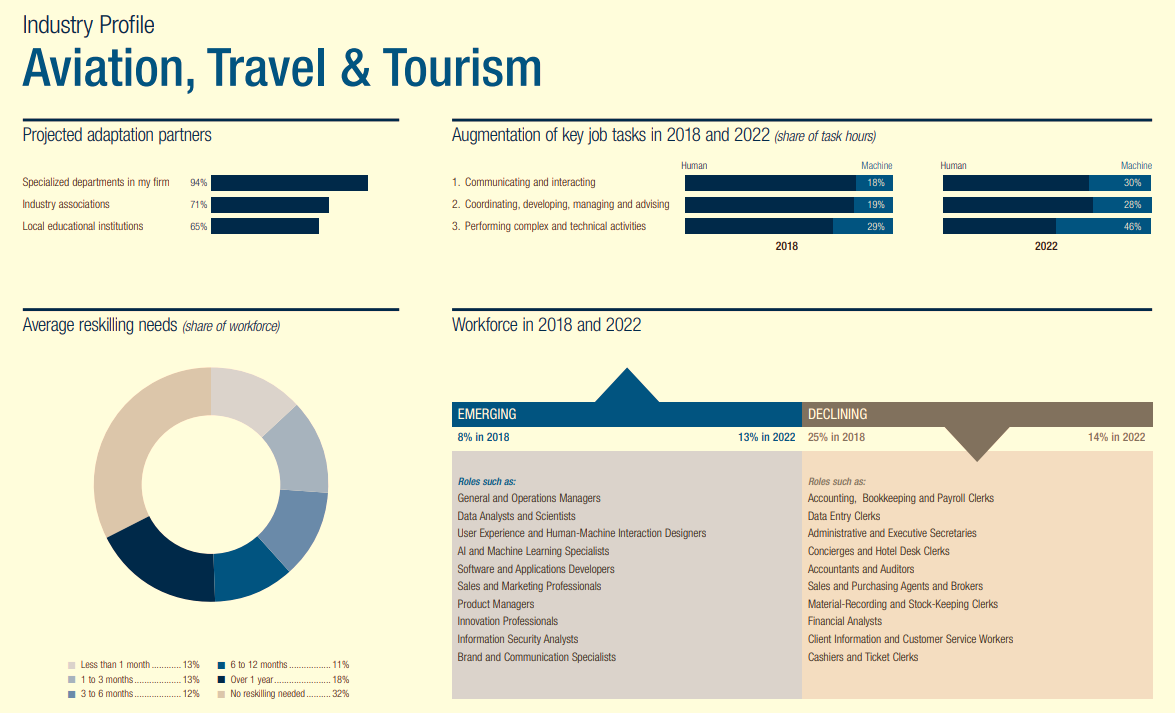 Industry Profile
Aviation, Travel & Tourism
Projected adaptation partners
Specialized departments in my firm 94%
Industry associations 71%
Local educational institutions 65%
Augmentation of key job tasks in 2018 and 2022 (share of task hours)
Human Machine Human Machine
1. Communicating and interacting 18% 30%
2. Coordinating, developing, managing and advising 19% 28%
3. Performing complex and technical activities 29% 46%
2018 2022
Average reskilling needs (share of workforce)
Less than 1 month ............ 13%
1 to 3 months .................. 13%
3 to 6 months .................. 12%
6 to 12 months ................. 11%
Over 1 year ...................... 18%
No reskilling needed .......... 32%
Workforce in 2018 and 2022
EMERGING
8% in 2018 13% in 2022
Roles such as:
General and Operations Managers
Data Analysts and Scientists
User Experience and Human-Machine Interaction Designers
AI and Machine Learning Specialists
Software and Applications Developers
Sales and Marketing Professionals
Product Managers
Innovation Professionals
Information Security Analysts
Brand and Communication Specialists
DECLINING
25% in 2018 14% in 2022
Roles such as:
Accounting, Bookkeeping and Payroll Clerks
Data Entry Clerks
Administrative and Executive Secretaries
Concierges and Hotel Desk Clerks
Accountants and Auditors
Sales and Purchasing Agents and Brokers
Material-Recording and Stock-Keeping Clerks
Financial Analysts
Client Information and Customer Service Workers
Cashiers and Ticket Clerks